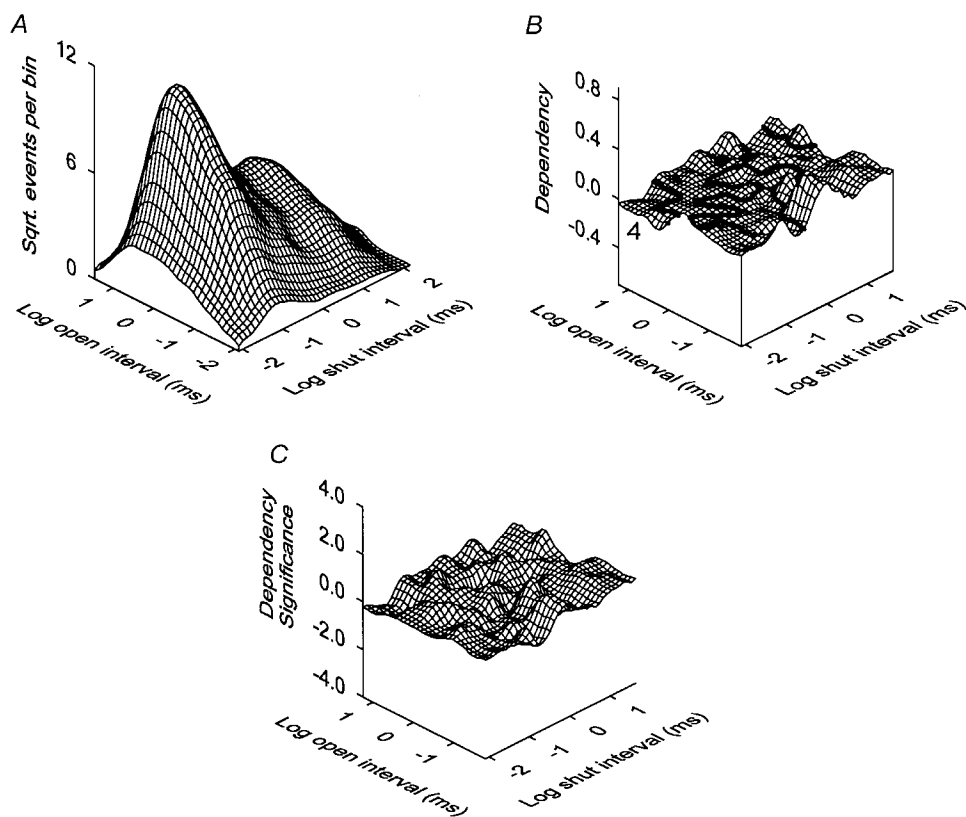 A
Sqrt. events per bin
12
6
0
1
0
-1
-2
Log open interval (ms)
-2
-1
0
1
2
Log shut interval (ms)
B
Dependency
0.8
0.4
0.0
-0.4
4
1
0
-1
Log open interval (ms)
-2
-1
0
1
Log shut interval (ms)
C
Dependency
Significance
4.0
2.0
0.0
-2.0
-4.0
1
0
-1
Log open interval (ms)
-2
-1
0
1
Log shut interval (ms)